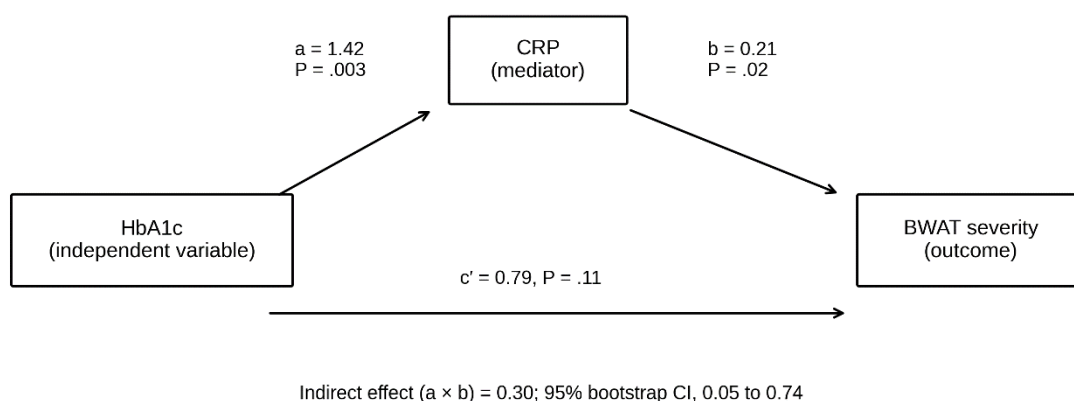 a = 1.42
P = .003
CRP
(mediator)
b = 0.21
P = .02
HbA1c
(independent variable)
BWAT severity
(outcome)
c′ = 0.79, P = .11
Indirect effect (a × b) = 0.30; 95% bootstrap CI, 0.05 to 0.74